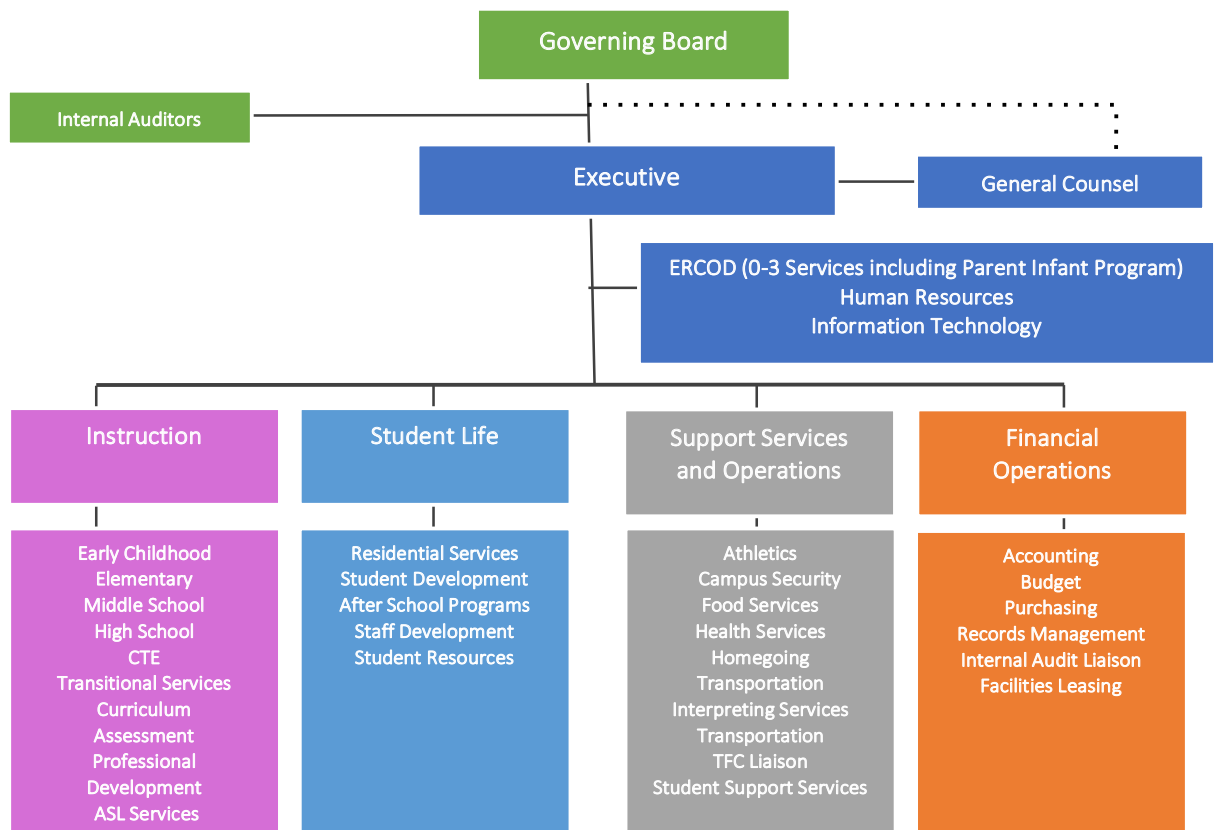 Governing Board
Internal Auditors
Executive
General Counsel
ERCOD (0-3 Services including Parent Infant Program)
Human Resources
Information Technology
Instruction
Student Life
Support Services
and Operations
Financial
Operations
Early Childhood
Elementary
Middle School
High School
CTE
Transitional Services
Curriculum
Assessment
Professional
Development
ASL Services
Residential Services
Student Development
After School Programs
Staff Development
Student Resources
Athletics
Campus Security
Food Services
Health Services
Homegoing
Transportation
Interpreting Services
Transportation
TFC Liaison
Student Support Services
Accounting
Budget
Purchasing
Records Management
Internal Audit Liaison
Facilities Leasing